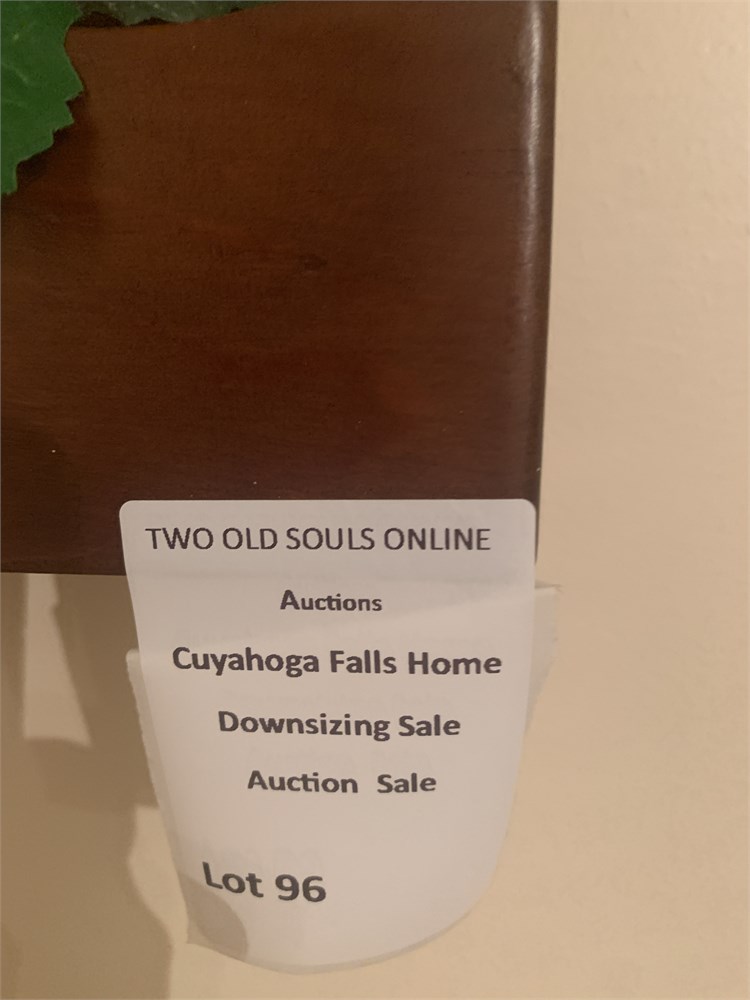 TWO OLD SOULS ONLINE
Auctions
Cuyahoga Falls Home
Downsizing Sale
Auction Sale
Lot 96